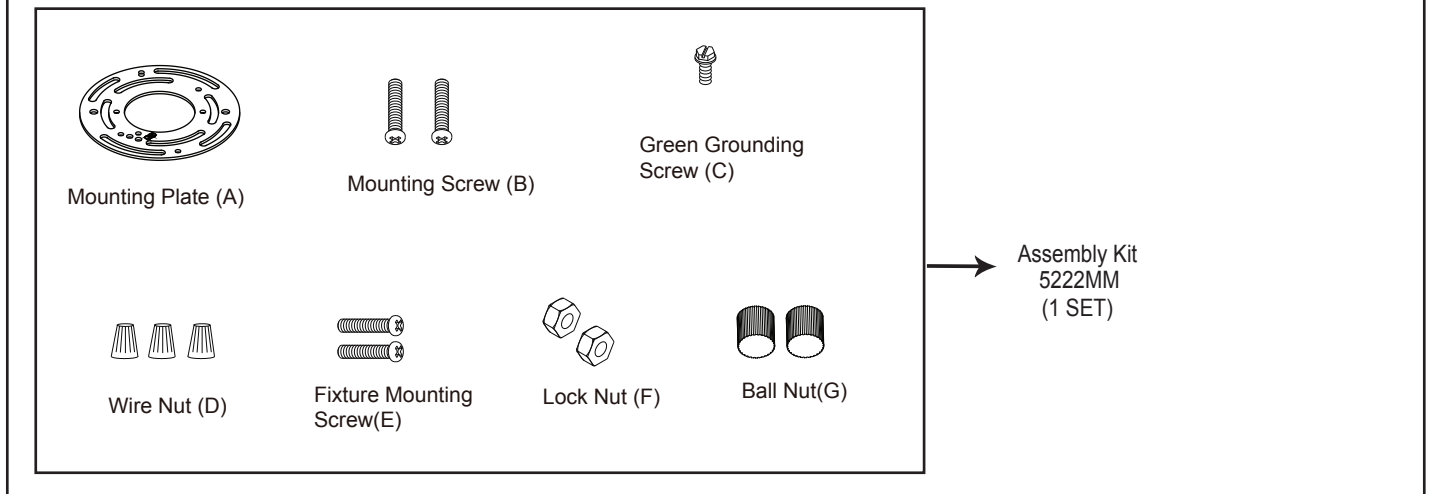 Mounting Plate (A)
Mounting Screw (B)
Green Grounding
Screw (C)
Wire Nut (D)
Fixture Mounting
Screw(E)
Lock Nut (F)
Ball Nut(G)
Assembly Kit
5222MM
(1 SET)